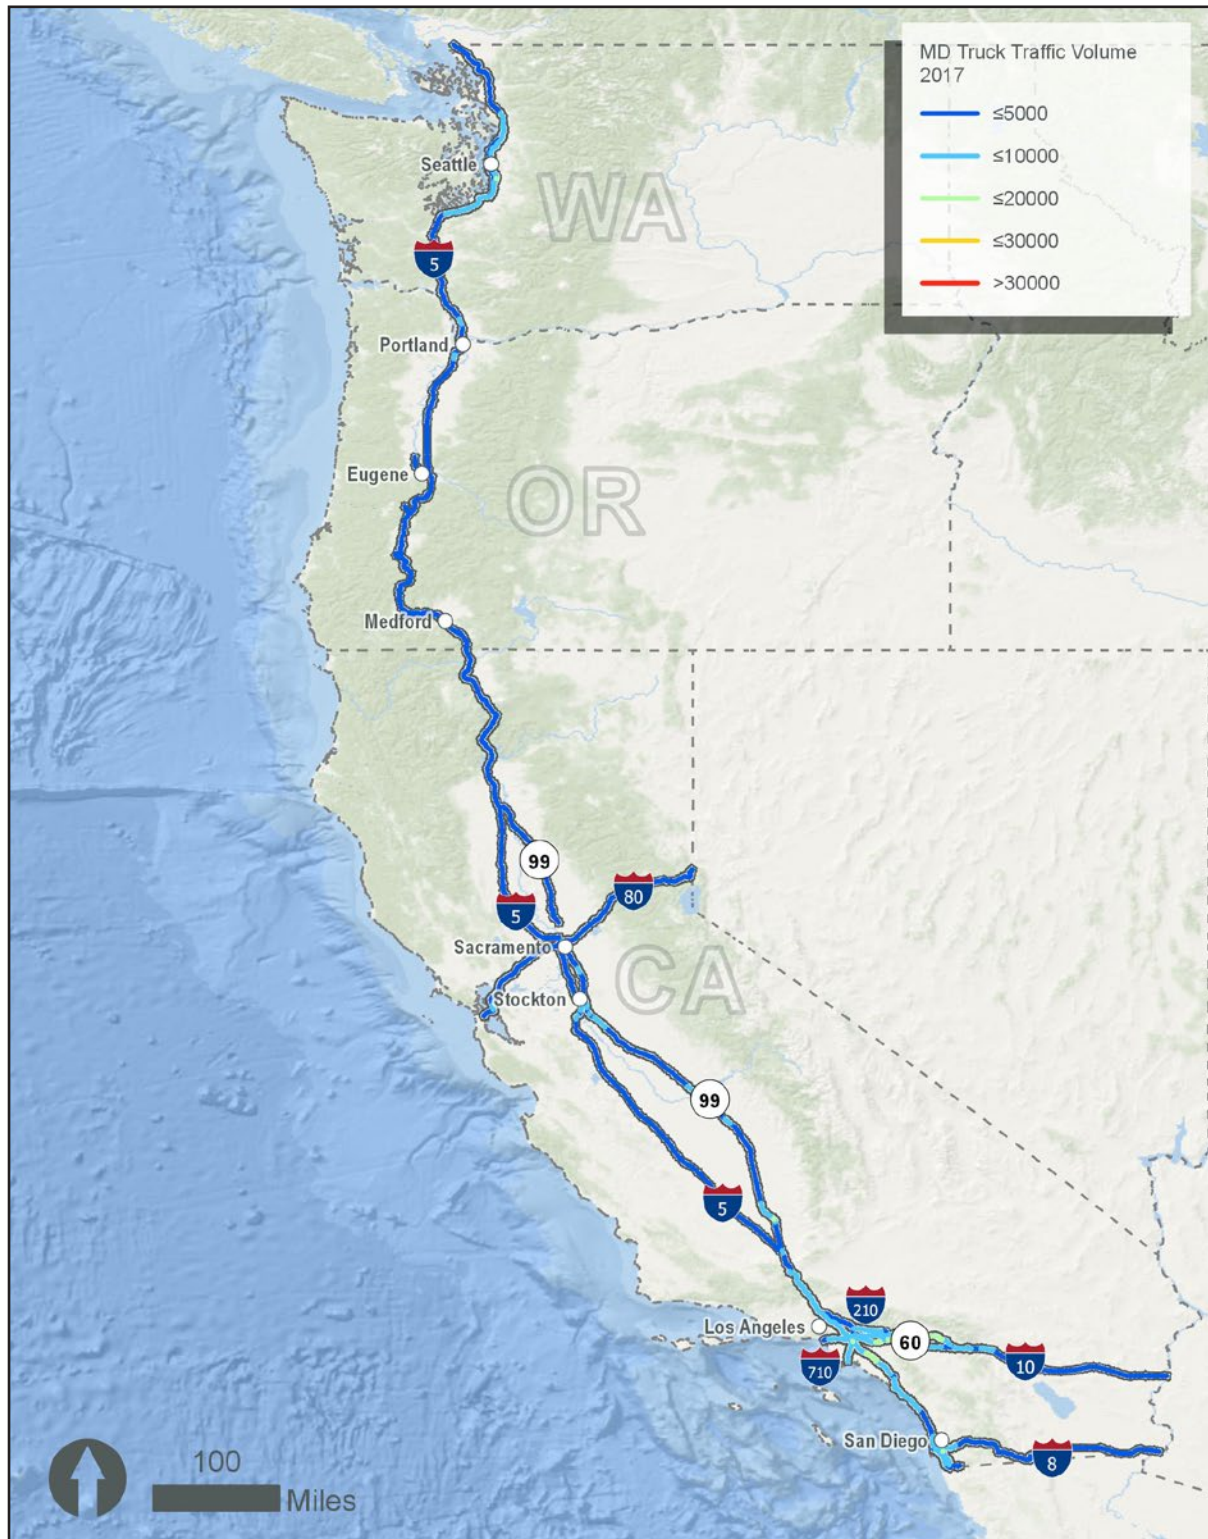 MD Truck Traffic Volume
2017
≤5000
≤10000
≤20000
≤30000
>30000
Seattle
WA
5
Portland
Eugene
OR
Medford
99
80
5
Sacramento
CA
Stockton
99
5
210
Los Angeles
60
710
10
San Diego
8
100
Miles